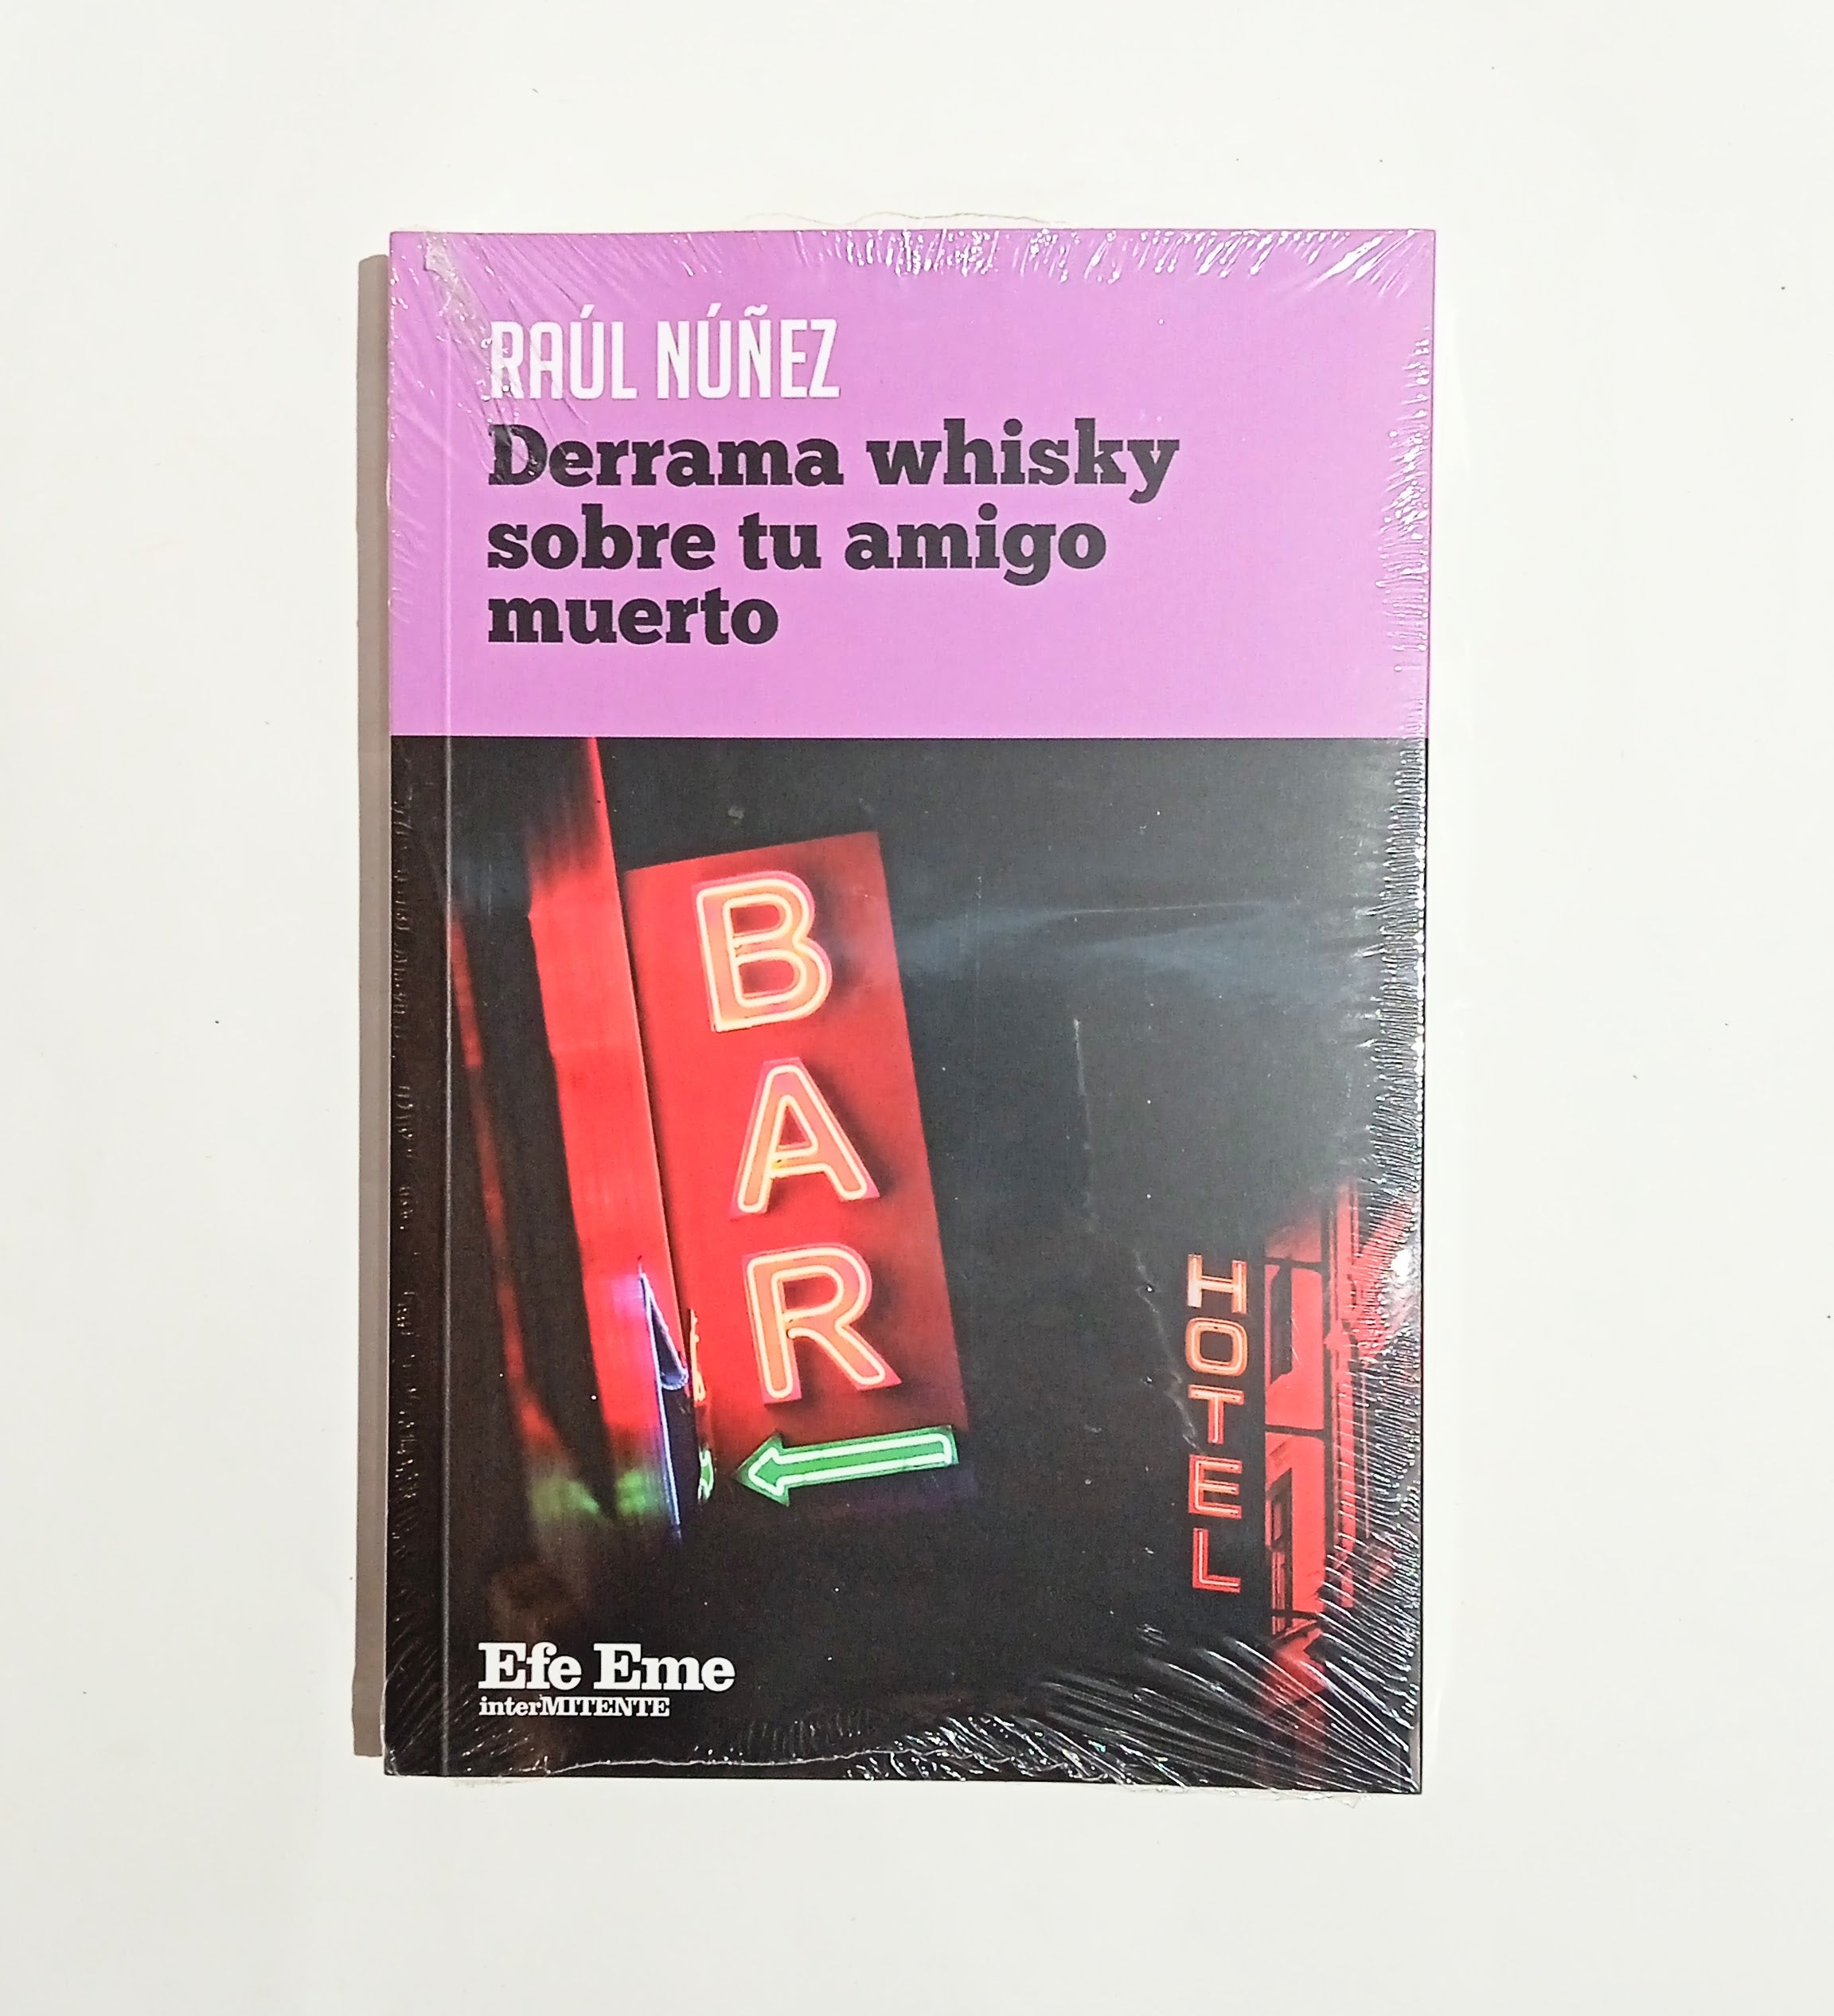 RAÚL NÚÑEZ
Derrama whisky
sobre tu amigo
muerto
BAR
HOTEL
Efe Eme
interMITENTE